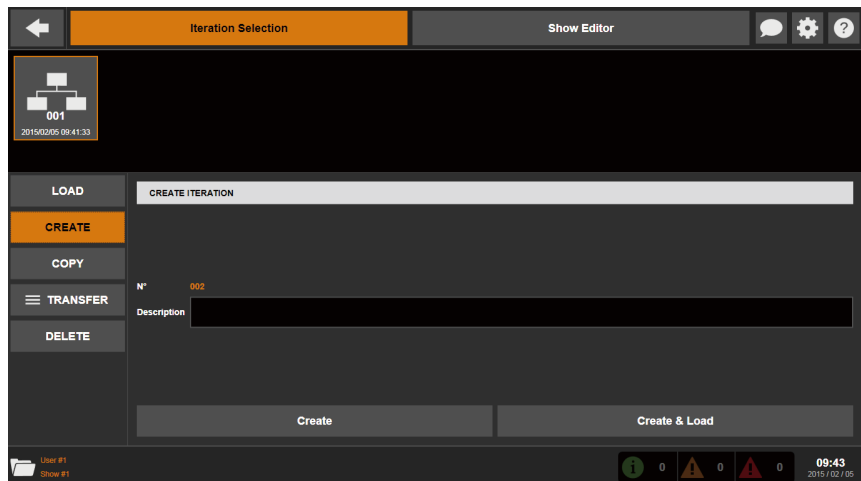 Iteration Selection
Show Editor
?
001
2015/02/05 09:41:33
LOAD
CREATE
COPY
TRANSFER
DELETE
CREATE ITERATION
N° 002
Description
Create
Create & Load
User #1
Show #1
i 0 0 0
09:43
2015 / 02 / 05